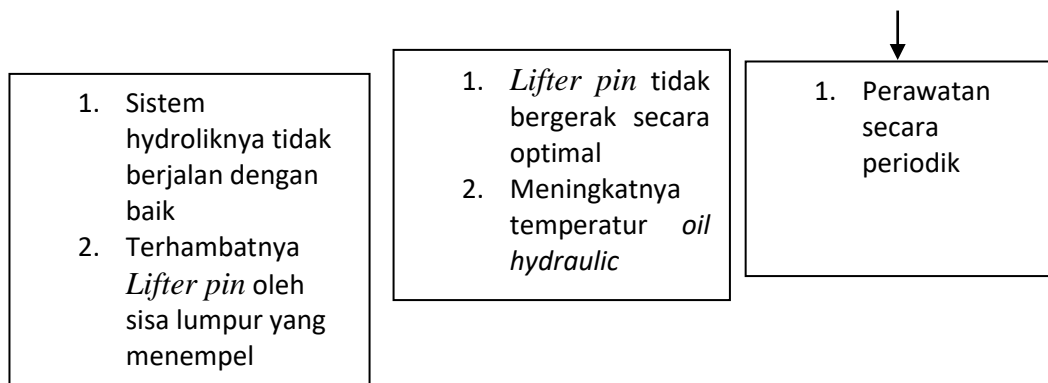 1. Sistem
hydroliknya tidak
berjalan dengan
baik
2. Terhambatnya
Lifter pin oleh
sisa lumpur yang
menempel
1. Lifter pin tidak
bergerak secara
optimal
2. Meningkatnya
temperatur oil
hydraulic
1. Perawatan
secara
periodik